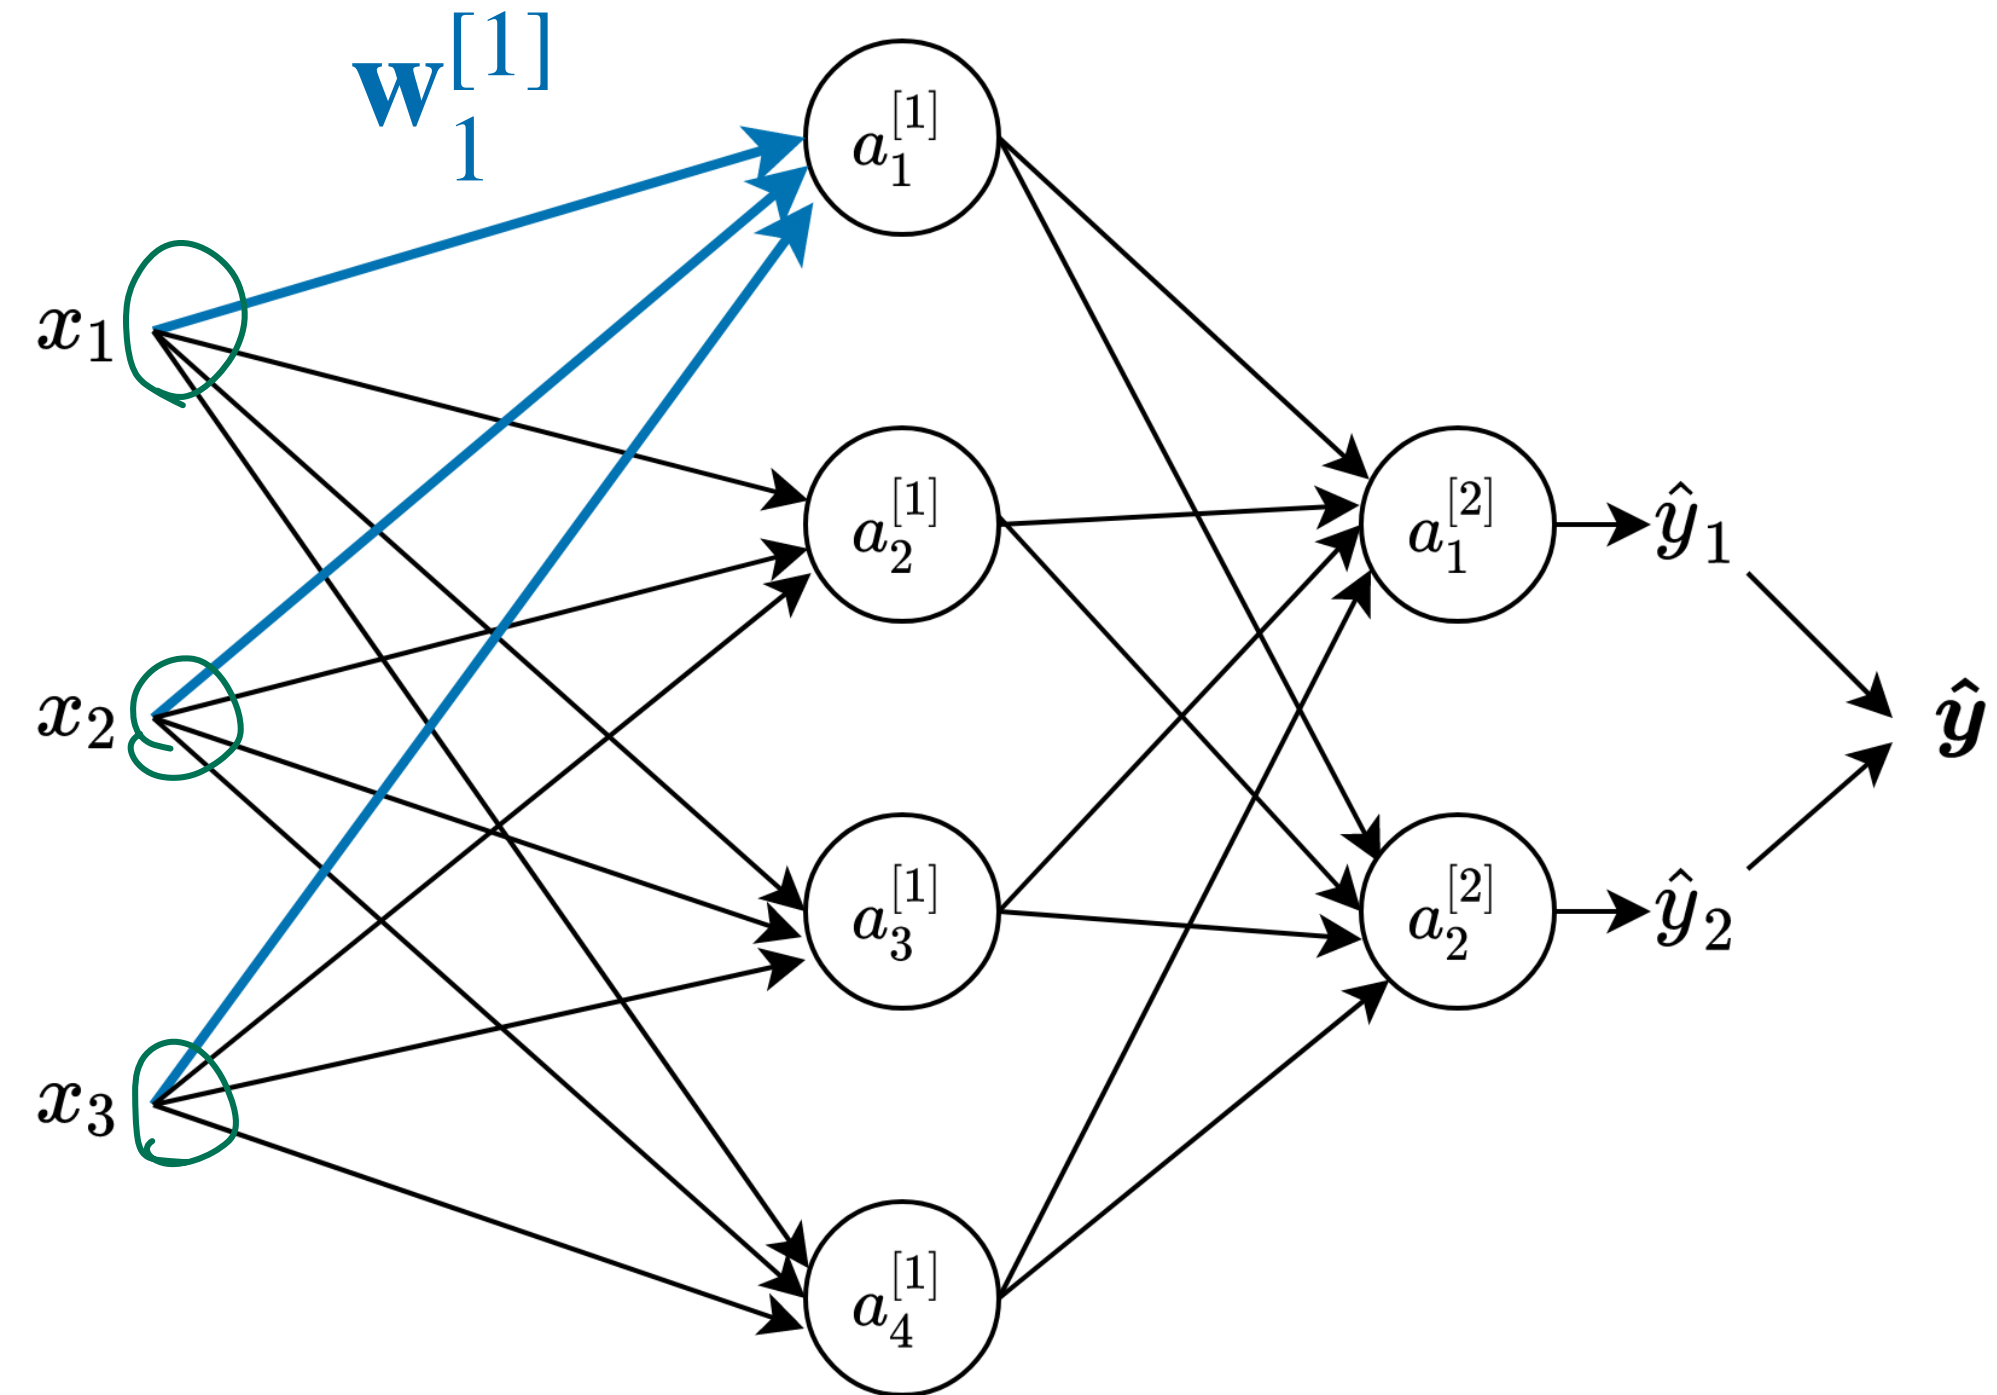 w₁^[1]
a₁^[1]
x₁
a₂^[1]
a₁^[2]
ŷ₁
x₂
ŷ
a₃^[1]
a₂^[2]
ŷ₂
x₃
a₄^[1]